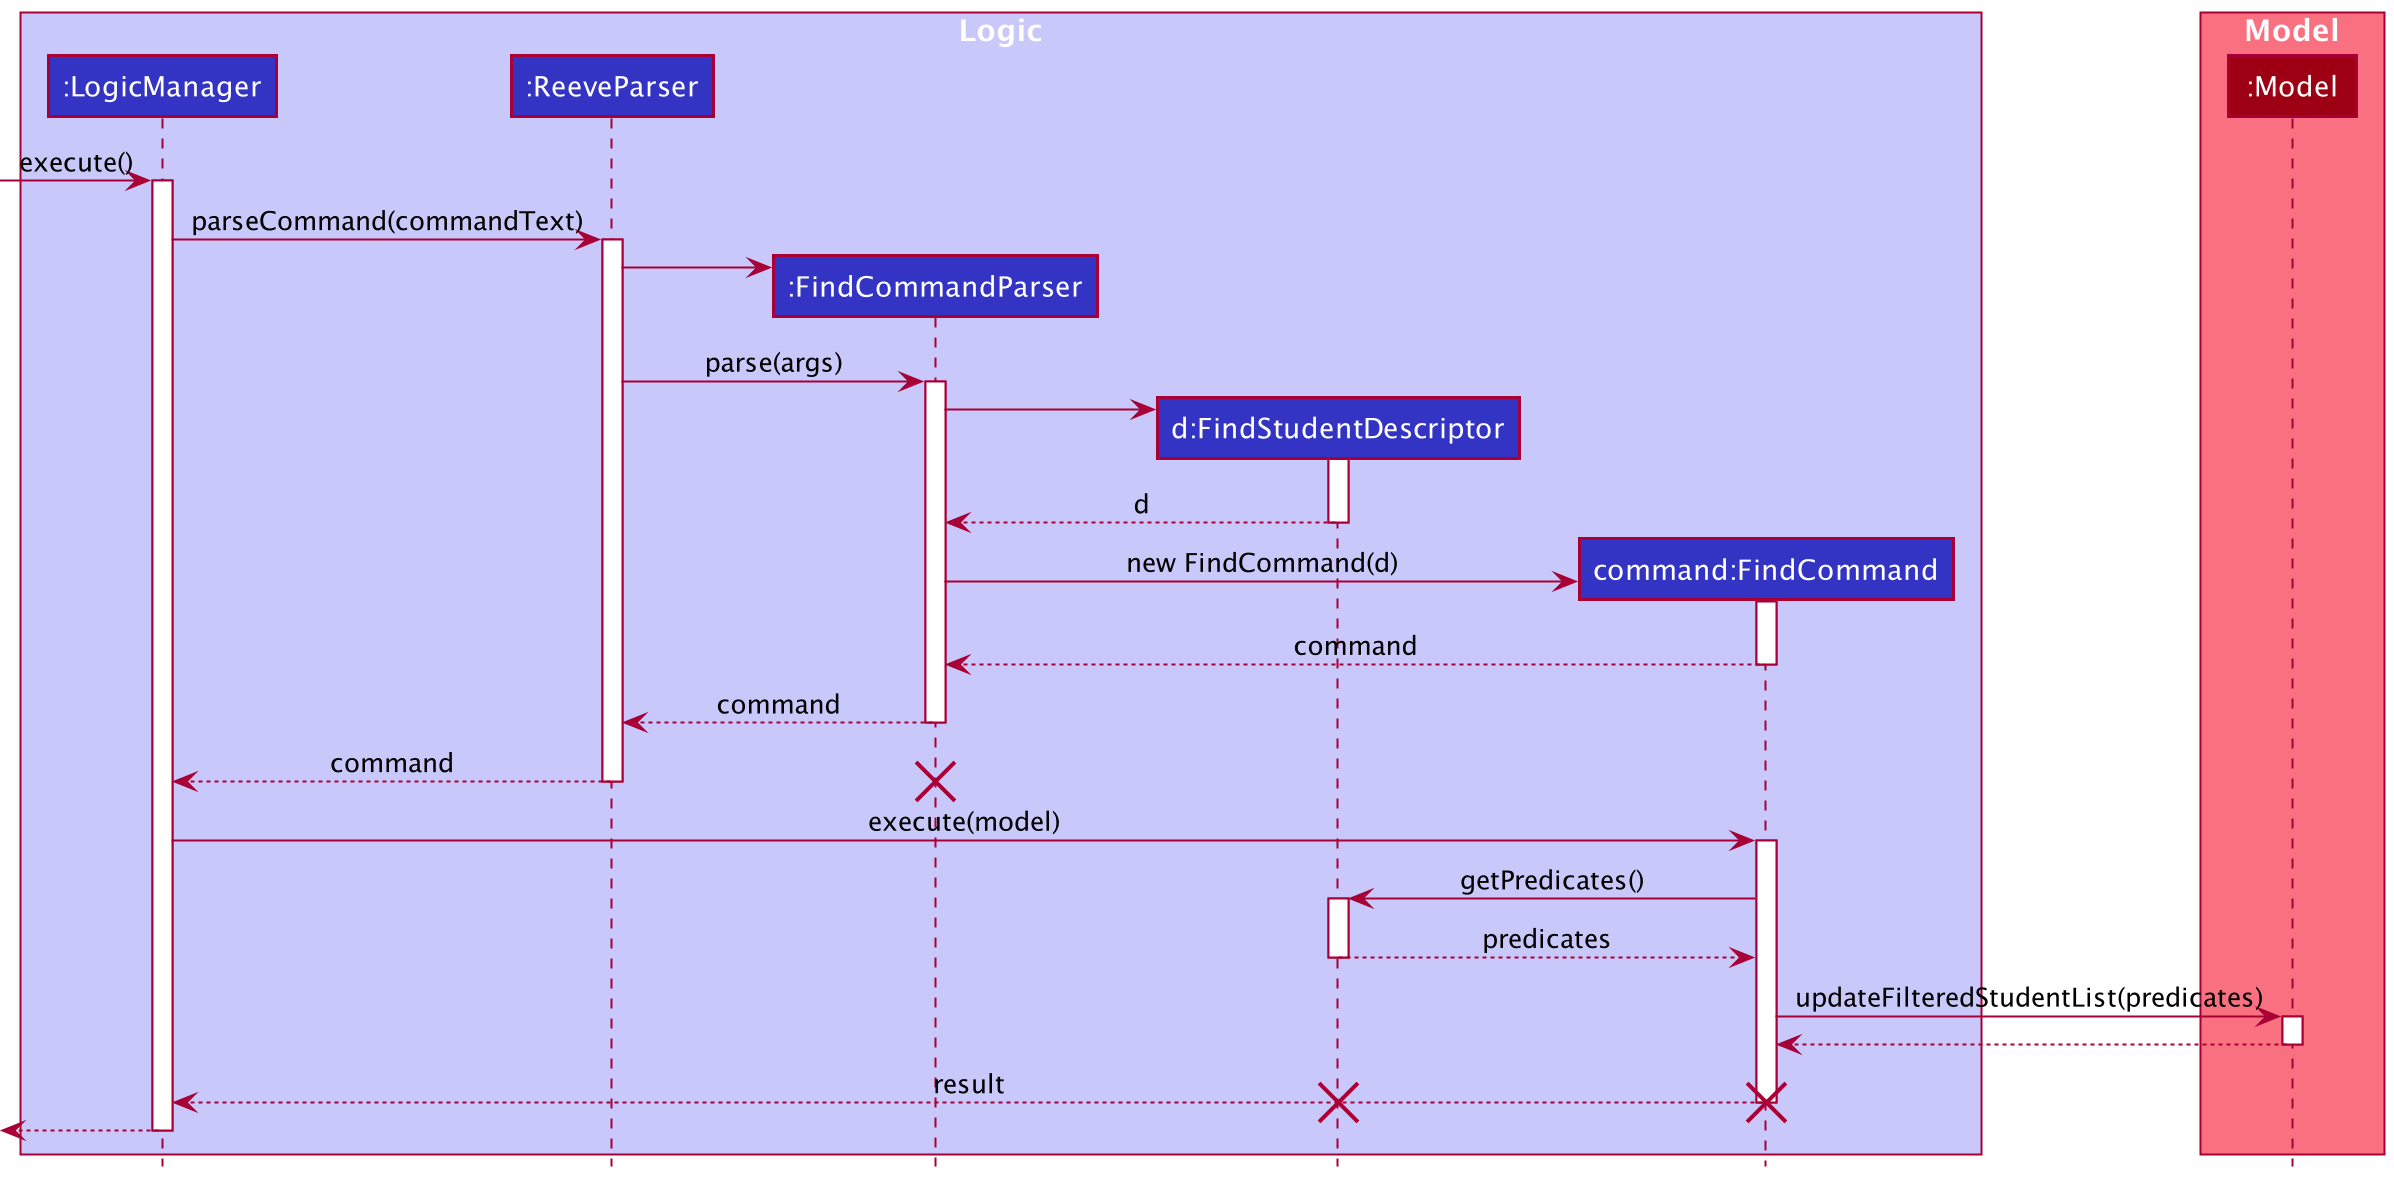 Logic
Model
:LogicManager
:ReeveParser
:Model
execute()
parseCommand(commandText)
:FindCommandParser
parse(args)
d:FindStudentDescriptor
d
new FindCommand(d)
command:FindCommand
command
command
command
execute(model)
getPredicates()
predicates
updateFilteredStudentList(predicates)
result